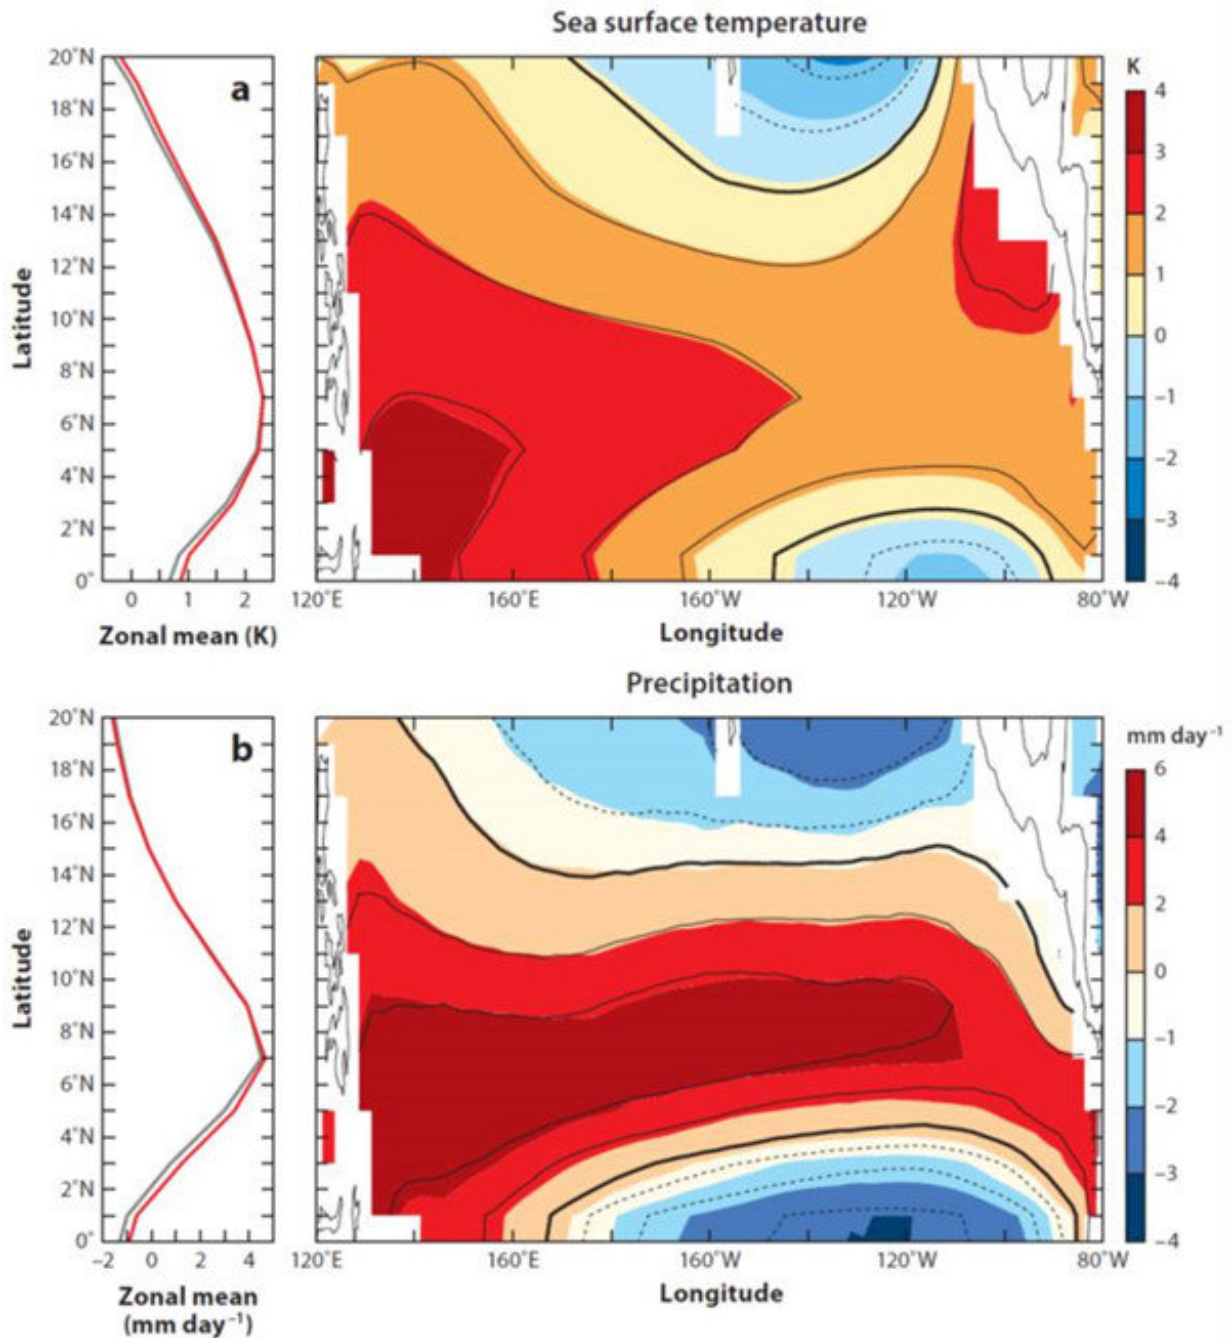 Sea surface temperature
a
20°N
18°N
16°N
14°N
12°N
10°N
8°N
6°N
4°N
2°N
0°
Latitude
0 1 2
Zonal mean (K)
120°E 160°E 160°W 120°W 80°W
Longitude
K
4
3
2
1
0
−1
−2
−3
−4
Precipitation
b
20°N
18°N
16°N
14°N
12°N
10°N
8°N
6°N
4°N
2°N
0°
Latitude
−2 0 2 4
Zonal mean
(mm day⁻¹)
120°E 160°E 160°W 120°W 80°W
Longitude
mm day⁻¹
6
4
2
0
−1
−2
−3
−4